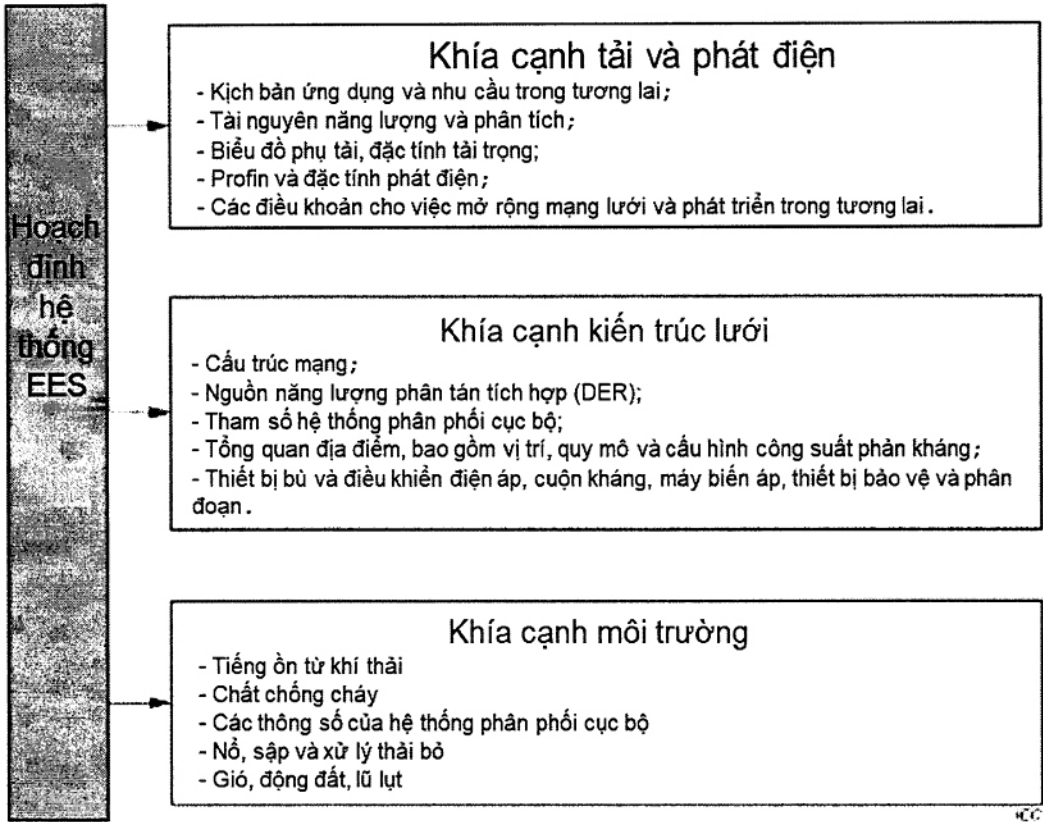 Hoạch
định
hệ
thống
EES
Khía cạnh tải và phát điện
- Kịch bản ứng dụng và nhu cầu trong tương lai;
- Tài nguyên năng lượng và phân tích;
- Biểu đồ phụ tải, đặc tính tải trọng;
- Profin và đặc tính phát điện;
- Các điều khoản cho việc mở rộng mạng lưới và phát triển trong tương lai.
Khía cạnh kiến trúc lưới
- Cấu trúc mạng;
- Nguồn năng lượng phân tán tích hợp (DER);
- Tham số hệ thống phân phối cục bộ;
- Tổng quan địa điểm, bao gồm vị trí, quy mô và cấu hình công suất phản kháng;
- Thiết bị bù và điều khiển điện áp, cuộn kháng, máy biến áp, thiết bị bảo vệ và phân
đoạn.
Khía cạnh môi trường
- Tiếng ồn từ khí thải
- Chất chống cháy
- Các thông số của hệ thống phân phối cục bộ
- Nổ, sập và xử lý thải bỏ
- Gió, động đất, lũ lụt